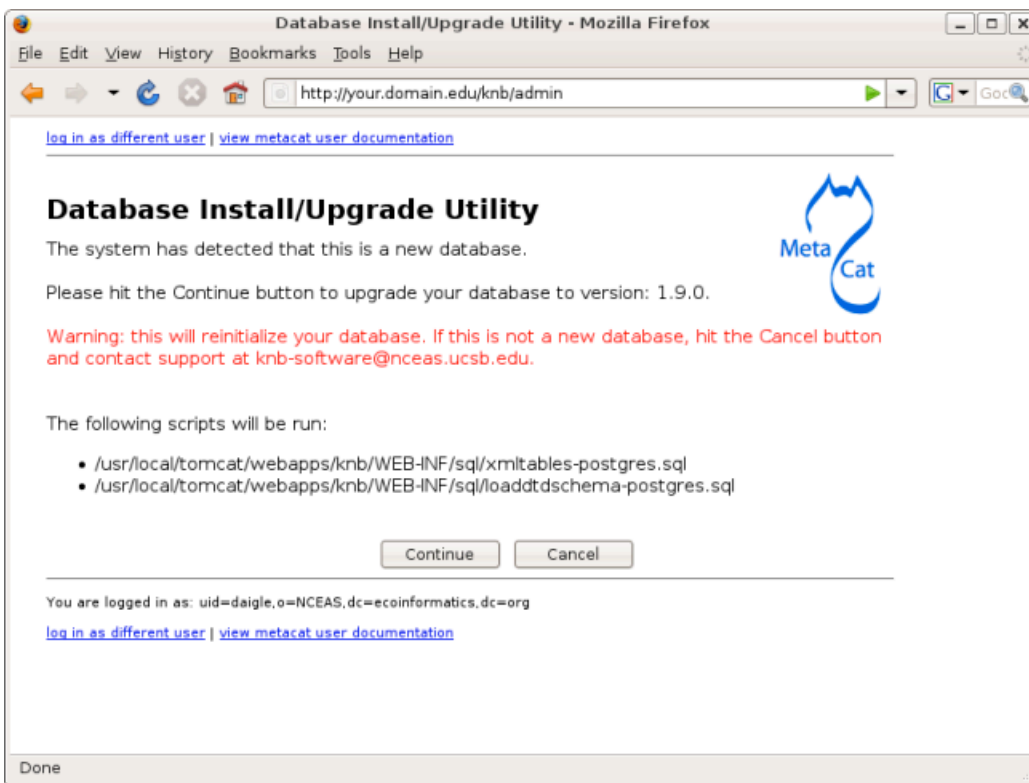 Database Install/Upgrade Utility - Mozilla Firefox
File Edit View History Bookmarks Tools Help
http://your.domain.edu/knb/admin
G
log in as different user | view metacat user documentation
Database Install/Upgrade Utility
Meta
Cat
The system has detected that this is a new database.
Please hit the Continue button to upgrade your database to version: 1.9.0.
Warning: this will reinitialize your database. If this is not a new database, hit the Cancel button
and contact support at knb-software@nceas.ucsb.edu.
The following scripts will be run:
• /usr/local/tomcat/webapps/knb/WEB-INF/sql/xmltables-postgres.sql
• /usr/local/tomcat/webapps/knb/WEB-INF/sql/loaddtdschema-postgres.sql
Continue Cancel
You are logged in as: uid=daigle,o=NCEAS,dc=ecoinformatics,dc=org
log in as different user | view metacat user documentation
Done